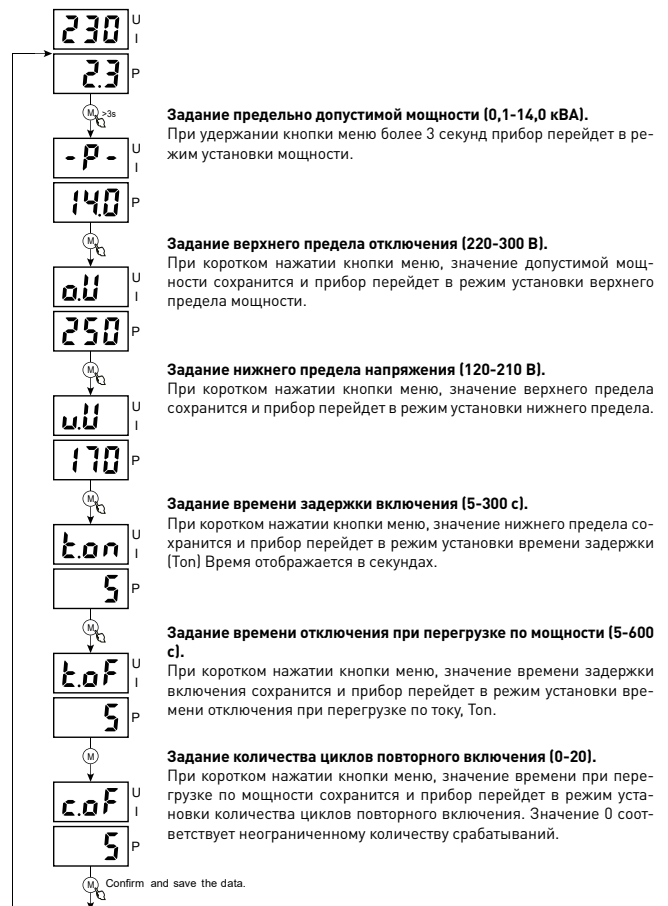 230 U
I
2.3 P
M >3s
Задание предельно допустимой мощности (0,1-14,0 кВА).
При удержании кнопки меню более 3 секунд прибор перейдет в ре-
жим установки мощности.
-P- U
I
14.0 P
M
Задание верхнего предела отключения (220-300 В).
При коротком нажатии кнопки меню, значение допустимой мощ-
ности сохранится и прибор перейдет в режим установки верхнего
предела мощности.
o.U U
I
250 P
M
Задание нижнего предела напряжения (120-210 В).
При коротком нажатии кнопки меню, значение верхнего предела
сохранится и прибор перейдет в режим установки нижнего предела.
u.U U
I
170 P
M
Задание времени задержки включения (5-300 с).
При коротком нажатии кнопки меню, значение нижнего предела со-
хранится и прибор перейдет в режим установки времени задержки
(Ton) Время отображается в секундах.
t.on U
I
5 P
M
Задание времени отключения при перегрузке по мощности (5-600
с).
При коротком нажатии кнопки меню, значение времени задержки
включения сохранится и прибор перейдет в режим установки вре-
мени отключения при перегрузке по току, Ton.
t.oF U
I
5 P
M
Задание количества циклов повторного включения (0-20).
При коротком нажатии кнопки меню, значение времени при пере-
грузке по мощности сохранится и прибор перейдет в режим уста-
новки количества циклов повторного включения. Значение 0 соот-
ветствует неограниченному количеству срабатываний.
c.oF U
I
5 P
M Confirm and save the data.